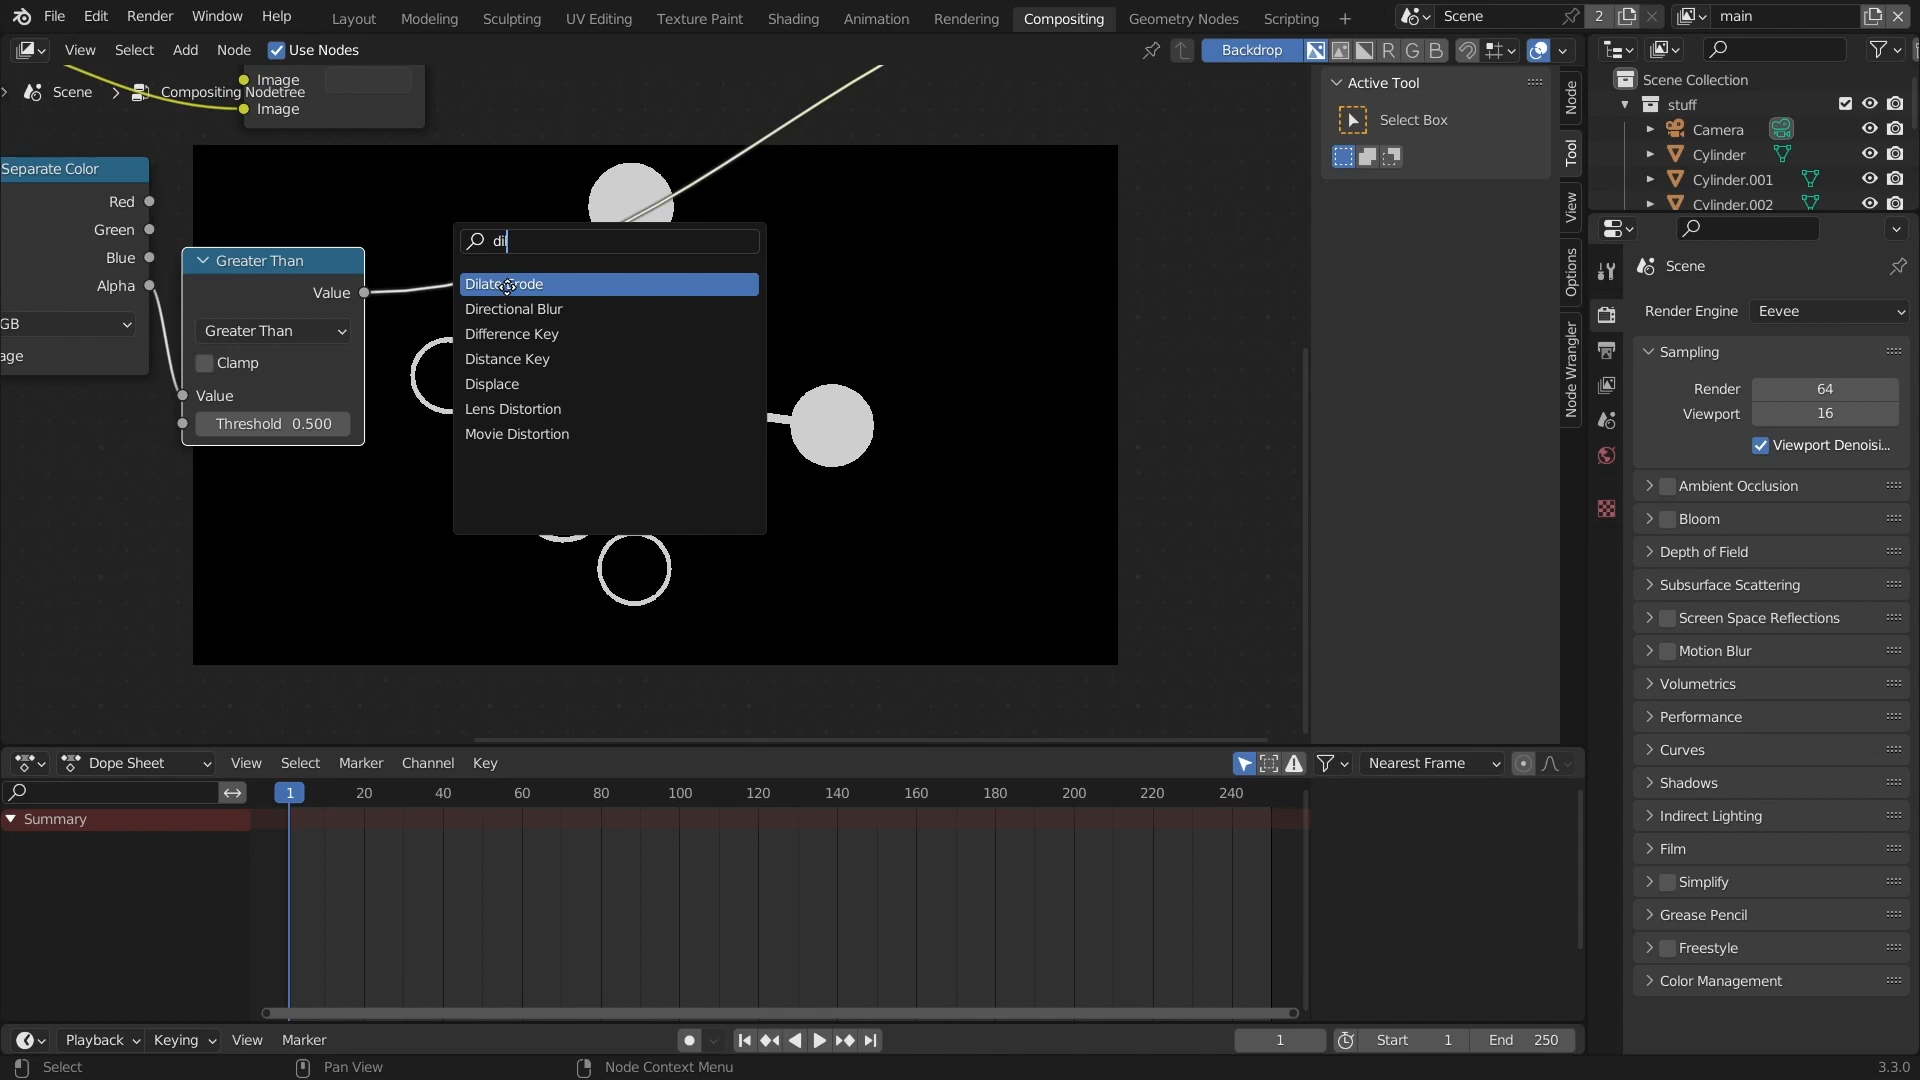 File Edit Render Window Help Layout Modeling Sculpting UV Editing Texture Paint Shading Animation Rendering Compositing Geometry Nodes Scripting + Scene 2 main
View Select Add Node Use Nodes Backdrop R G B
Scene > Compositing Nodetree
Image
Image
Separate Color
Red
Green
Blue
Alpha
GB
age
Greater Than
Value
Greater Than
Clamp
Value
Threshold 0.500
dil
Dilate/Erode
Directional Blur
Difference Key
Distance Key
Displace
Lens Distortion
Movie Distortion
Active Tool
Select Box
Node
Tool
View
Options
Node Wrangler
Scene Collection
stuff
Camera
Cylinder
Cylinder.001
Cylinder.002
Scene
Render Engine Eevee
Sampling
Render 64
Viewport 16
Viewport Denoisi...
Ambient Occlusion
Bloom
Depth of Field
Subsurface Scattering
Screen Space Reflections
Motion Blur
Volumetrics
Performance
Curves
Shadows
Indirect Lighting
Film
Simplify
Grease Pencil
Freestyle
Color Management
Dope Sheet View Select Marker Channel Key Nearest Frame
1 20 40 60 80 100 120 140 160 180 200 220 240
Summary
Playback Keying View Marker 1 Start 1 End 250
Select Pan View Node Context Menu 3.3.0